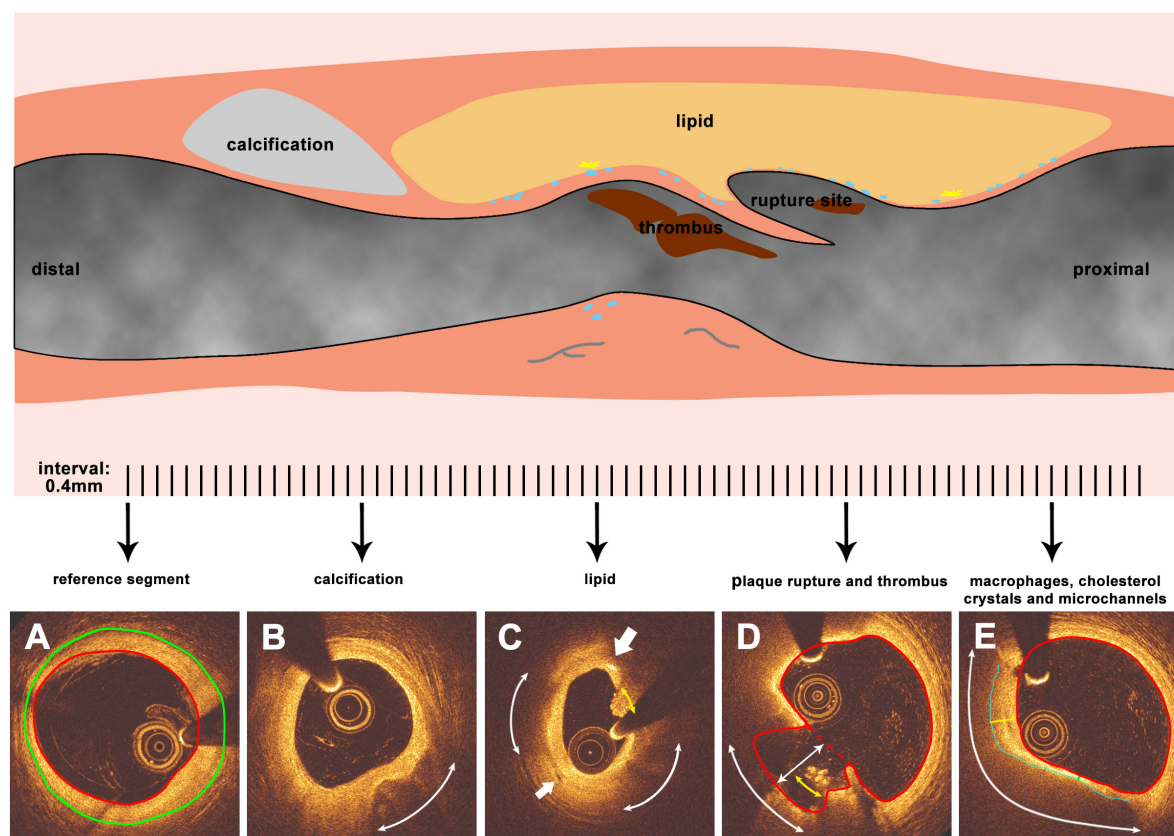 calcification
lipid
rupture site
thrombus
distal
proximal
interval:
0.4mm
reference segment
calcification
lipid
plaque rupture and thrombus
macrophages, cholesterol
crystals and microchannels
A
B
C
D
E